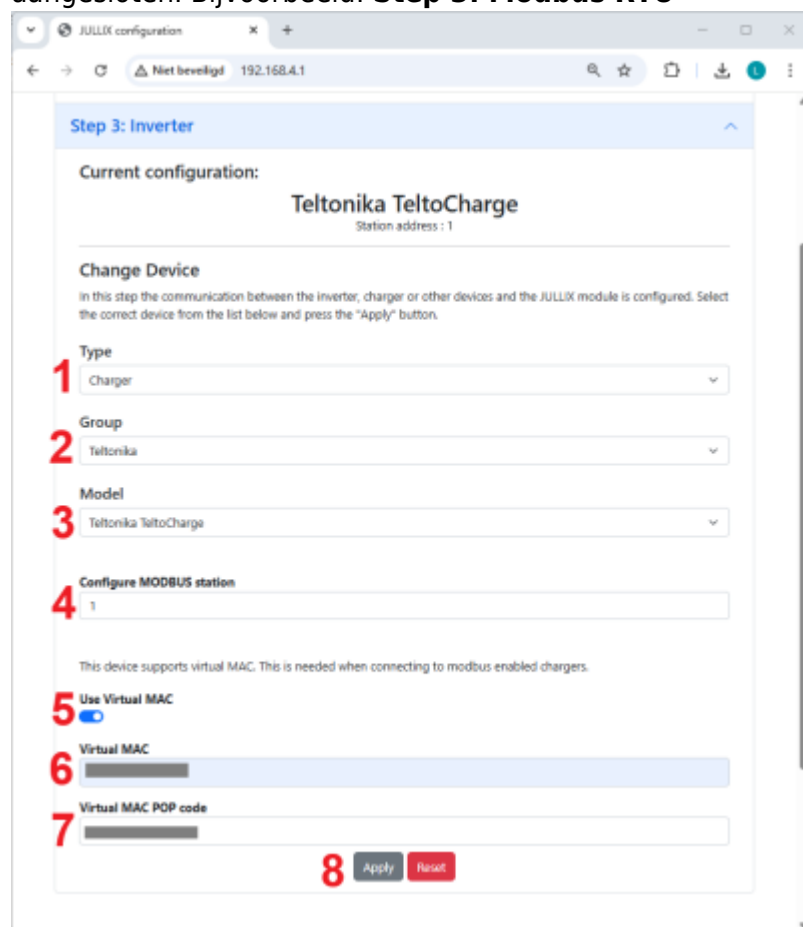 JULLIX configuration
Niet beveiligd 192.168.4.1
Step 3: Inverter
Current configuration:
Teltonika TeltoCharge
Station address : 1
Change Device
In this step the communication between the inverter, charger or other devices and the JULLIX module is configured. Select
the correct device from the list below and press the "Apply" button.
Type
1 Charger
Group
2 Teltonika
Model
3 Teltonika TeltoCharge
Configure MODBUS station
4 1
This device supports virtual MAC. This is needed when connecting to modbus enabled chargers.
5 Use Virtual MAC
Virtual MAC
6
Virtual MAC POP code
7
8 Apply Reset